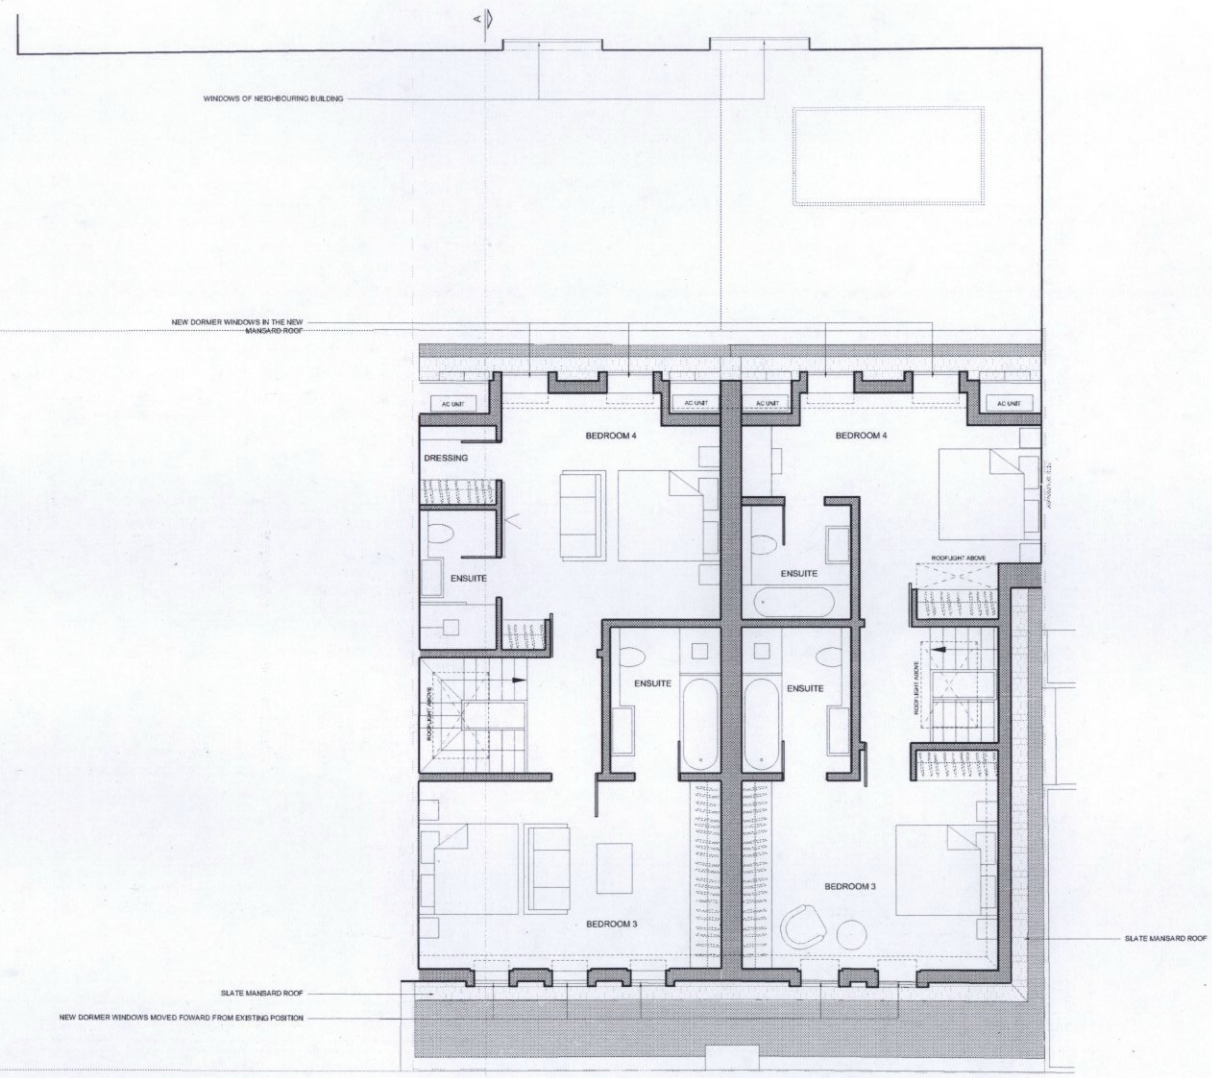 A
WINDOWS OF NEIGHBOURING BUILDING
NEW DORMER WINDOWS IN THE NEW
MANSARD ROOF
AC UNIT
AC UNIT
AC UNIT
AC UNIT
BEDROOM 4
BEDROOM 4
DRESSING
ROOFLIGHT ABOVE
ENSUITE
ENSUITE
ENSUITE
ENSUITE
ROOFLIGHT ABOVE
ROOFLIGHT ABOVE
BEDROOM 3
BEDROOM 3
SLATE MANSARD ROOF
SLATE MANSARD ROOF
NEW DORMER WINDOWS MOVED FOWARD FROM EXISTING POSITION